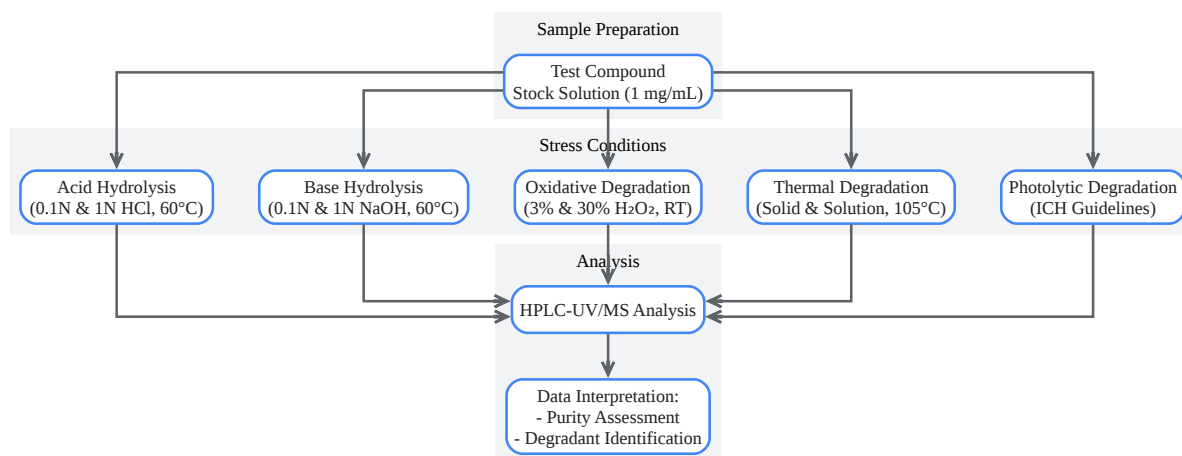 Sample Preparation
Test Compound
Stock Solution (1 mg/mL)
Stress Conditions
Acid Hydrolysis
(0.1N & 1N HCl, 60°C)
Base Hydrolysis
(0.1N & 1N NaOH, 60°C)
Oxidative Degradation
(3% & 30% H₂O₂, RT)
Thermal Degradation
(Solid & Solution, 105°C)
Photolytic Degradation
(ICH Guidelines)
Analysis
HPLC-UV/MS Analysis
Data Interpretation:
- Purity Assessment
- Degradant Identification